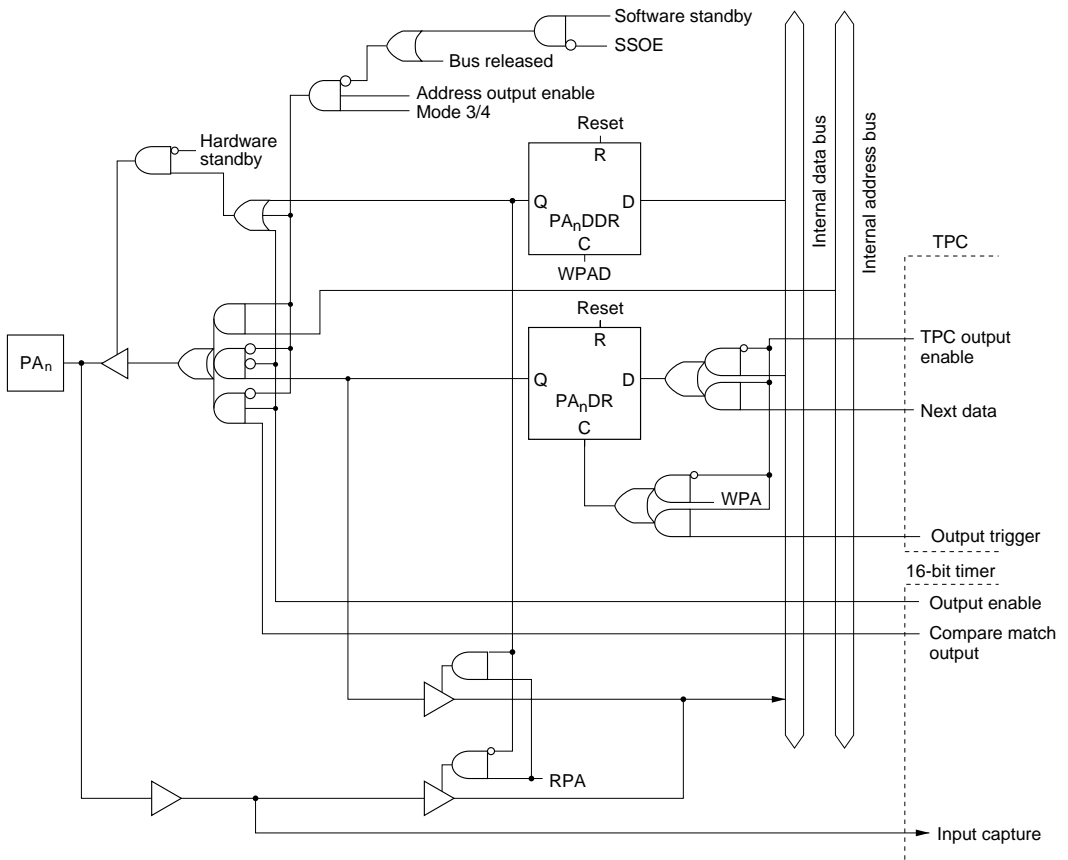 Software standby
SSOE
Bus released
Address output enable
Mode 3/4
Hardware
standby
Reset
R
Q
D
PAnDDR
C
WPAD
Internal data bus
Internal address bus
TPC
Reset
R
Q
D
PAnDR
C
TPC output
enable
Next data
PAn
WPA
Output trigger
16-bit timer
Output enable
Compare match
output
RPA
Input capture